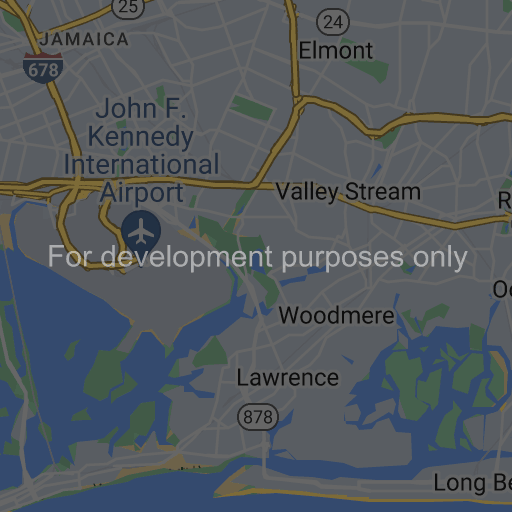 25
24
JAMAICA
Elmont
678
John F.
Kennedy
International
Airport
Valley Stream
R
For development purposes only
Oc
Woodmere
Lawrence
878
Long Be